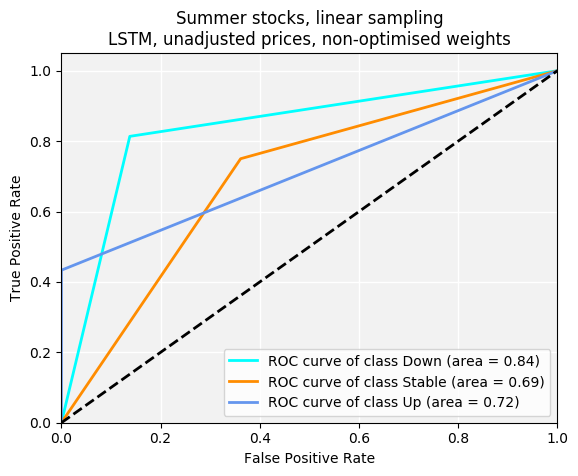 Summer stocks, linear sampling
LSTM, unadjusted prices, non-optimised weights
True Positive Rate
1.0
0.8
0.6
0.4
0.2
0.0
ROC curve of class Down (area = 0.84)
ROC curve of class Stable (area = 0.69)
ROC curve of class Up (area = 0.72)
0.0 0.2 0.4 0.6 0.8 1.0
False Positive Rate